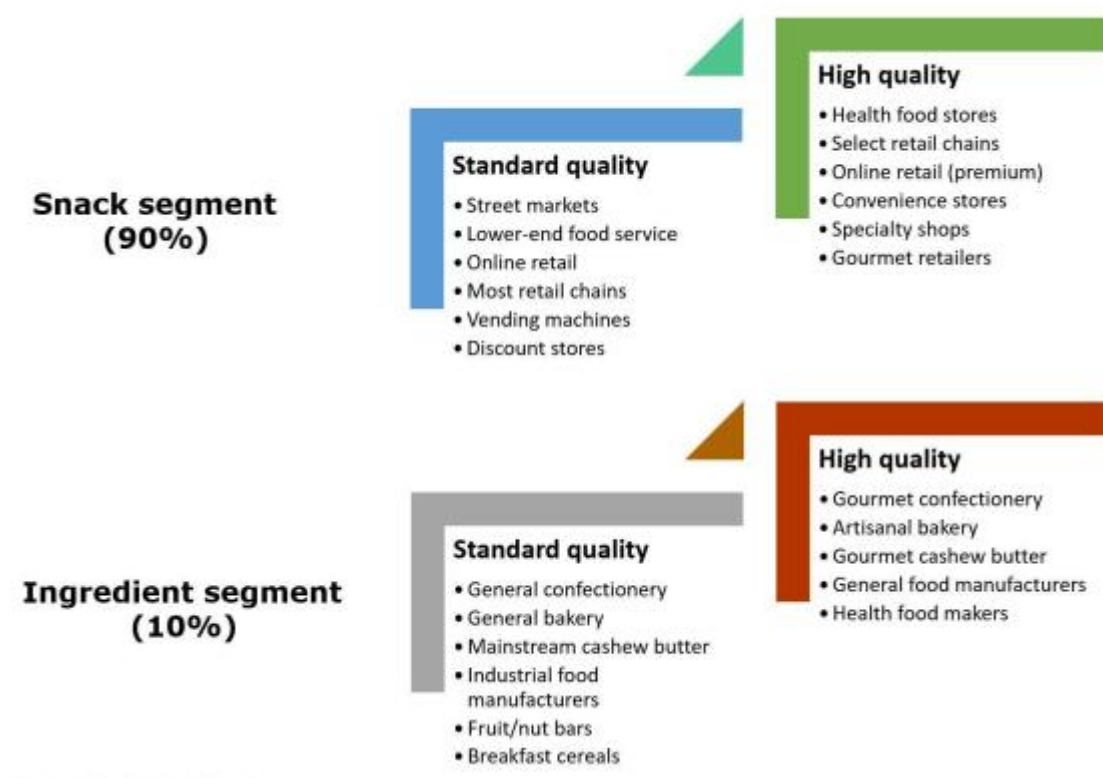 Snack segment
(90%)
Standard quality
• Street markets
• Lower-end food service
• Online retail
• Most retail chains
• Vending machines
• Discount stores
High quality
• Health food stores
• Select retail chains
• Online retail (premium)
• Convenience stores
• Specialty shops
• Gourmet retailers
Ingredient segment
(10%)
Standard quality
• General confectionery
• General bakery
• Mainstream cashew butter
• Industrial food
manufacturers
• Fruit/nut bars
• Breakfast cereals
High quality
• Gourmet confectionery
• Artisanal bakery
• Gourmet cashew butter
• General food manufacturers
• Health food makers